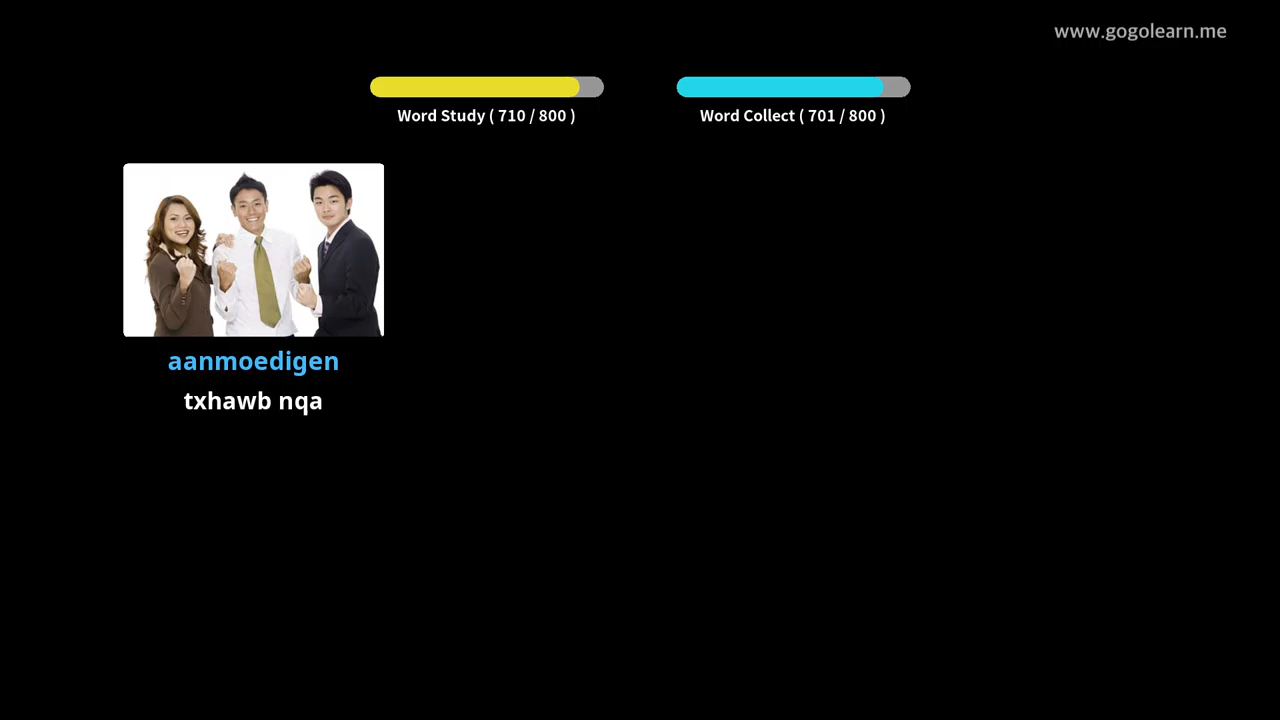 www.gogolearn.me
Word Study ( 710 / 800 )
Word Collect ( 701 / 800 )
aanmoedigen
txhawb nqa